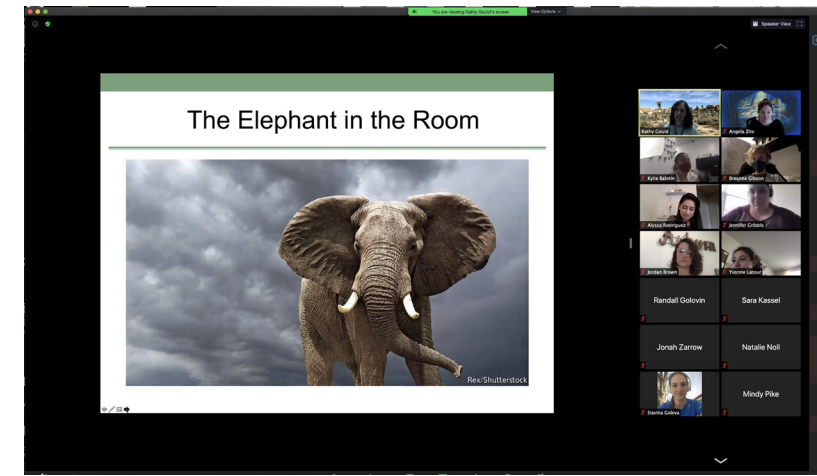 You are viewing Kathy Gould's screen
View Options
Speaker View
The Elephant in the Room
Rex/Shutterstock
Kathy Gould
Angela Zito
Kylie Balotin
Breanne Gibson
Alyssa Rodriguez
Jennifer Gribble
Jordan Brown
Yvonne Latour
Randall Golovin
Sara Kassel
Jonah Zarrow
Natalie Noll
Slavina Goleva
Mindy Pike